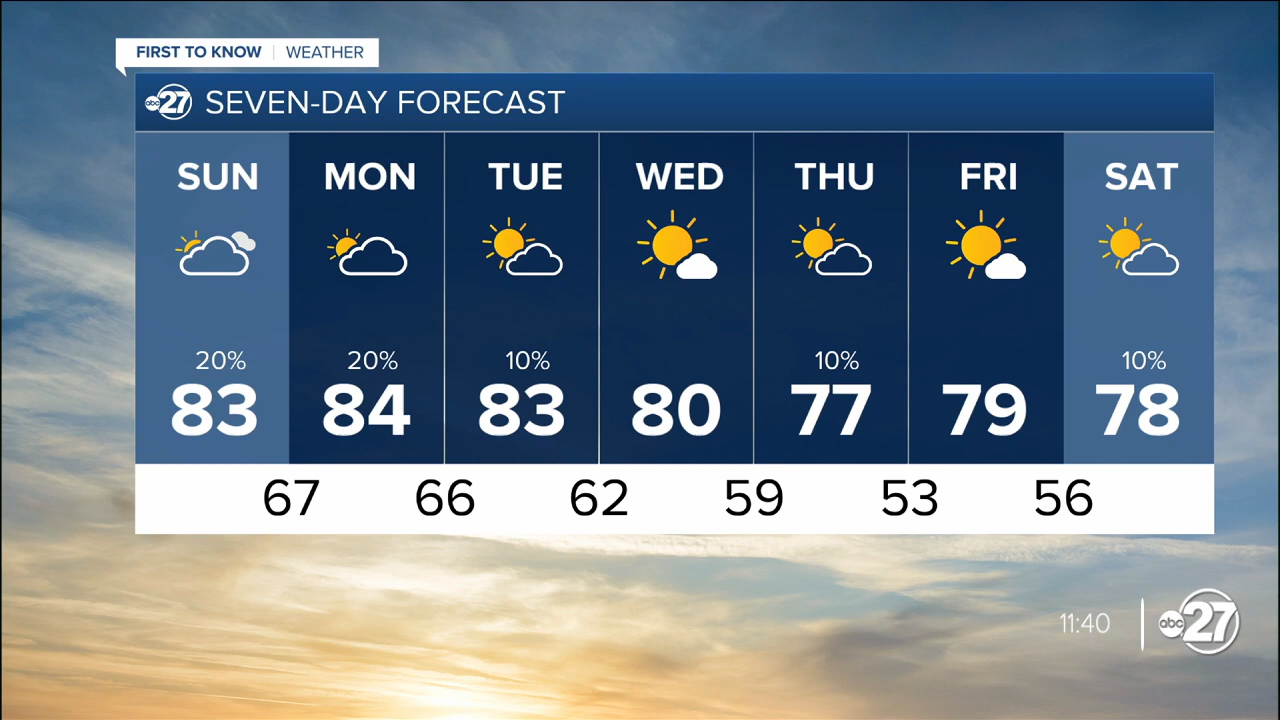 FIRST TO KNOW | WEATHER
abc 27 SEVEN-DAY FORECAST
SUN MON TUE WED THU FRI SAT
20% 20% 10% 10% 10%
83 84 83 80 77 79 78
67 66 62 59 53 56
11:40 abc 27